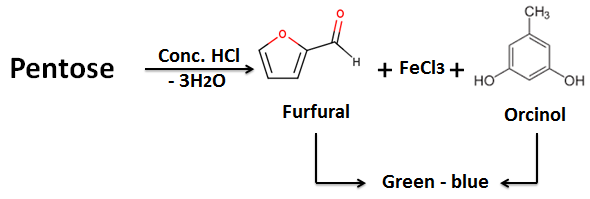 Pentose
Conc. HCl
- 3H2O
O
O
H
Furfural
+ FeCl3 +
CH3
HO
OH
Orcinol
Green - blue